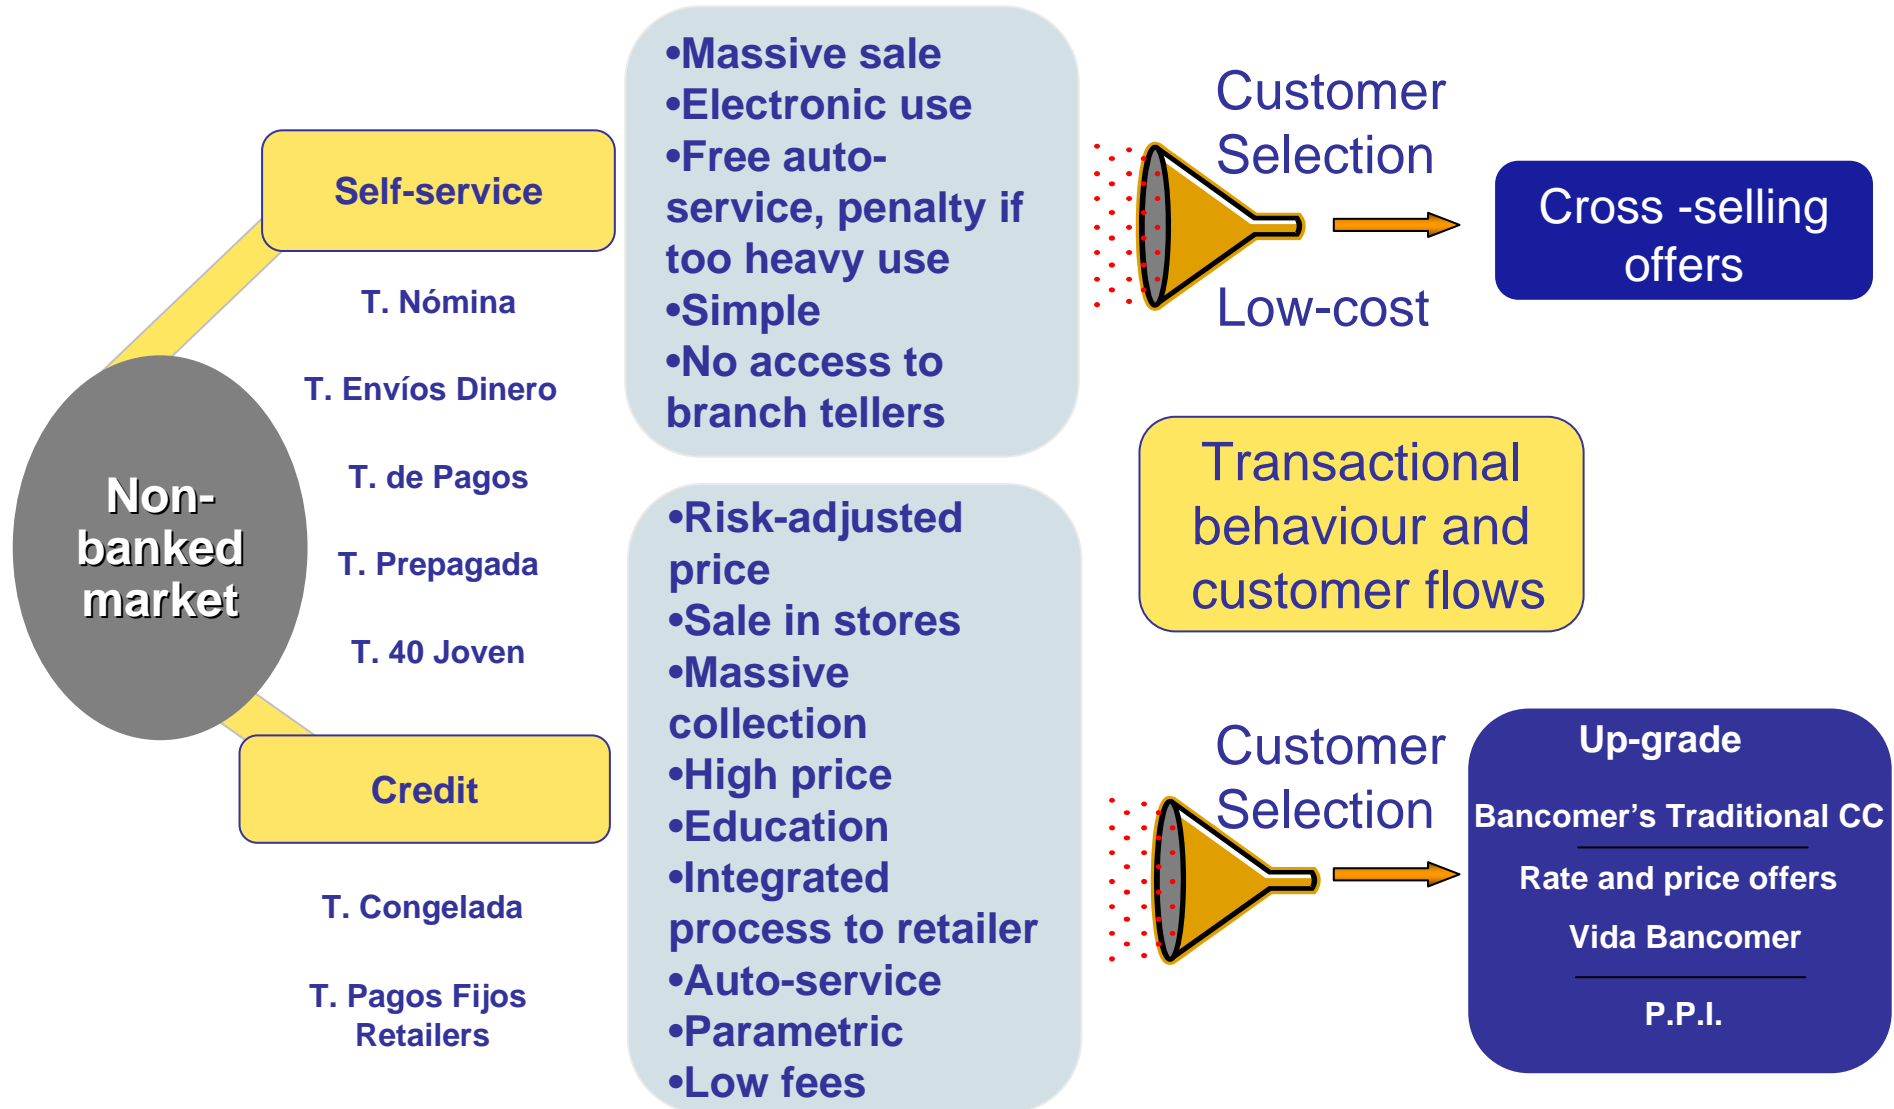 Non-
banked
market
Self-service
T. Nómina
T. Envíos Dinero
T. de Pagos
T. Prepagada
T. 40 Joven
Credit
T. Congelada
T. Pagos Fijos
Retailers
•Massive sale
•Electronic use
•Free auto-
service, penalty if
too heavy use
•Simple
•No access to
branch tellers
•Risk-adjusted
price
•Sale in stores
•Massive
collection
•High price
•Education
•Integrated
process to retailer
•Auto-service
•Parametric
•Low fees
Customer
Selection
Low-cost
Cross -selling
offers
Transactional
behaviour and
customer flows
Customer
Selection
Up-grade
Bancomer’s Traditional CC
Rate and price offers
Vida Bancomer
P.P.I.